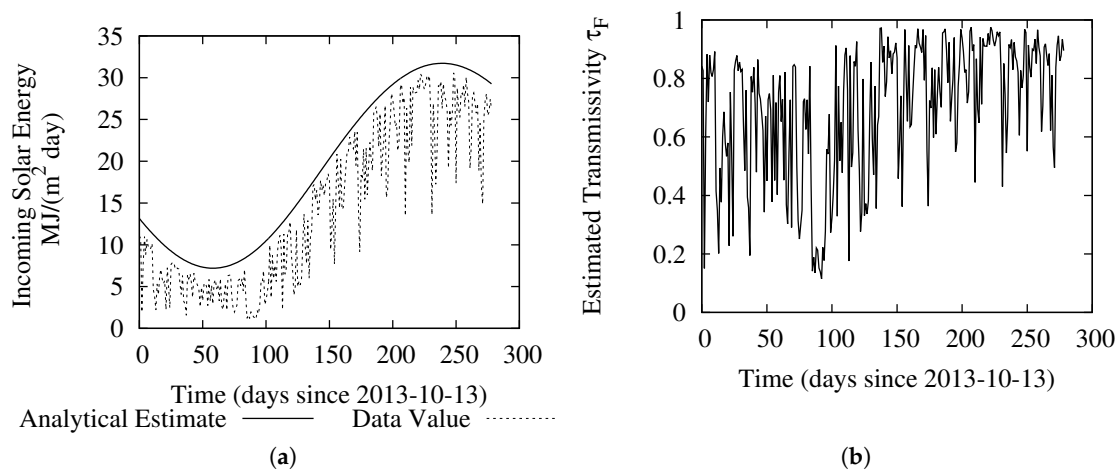 Incoming Solar Energy
MJ/(m² day)
35
30
25
20
15
10
5
0
0 50 100 150 200 250 300
Time (days since 2013-10-13)
Analytical Estimate Data Value
(a)
Estimated Transmissivity τF
1
0.8
0.6
0.4
0.2
0
0 50 100 150 200 250 300
Time (days since 2013-10-13)
(b)